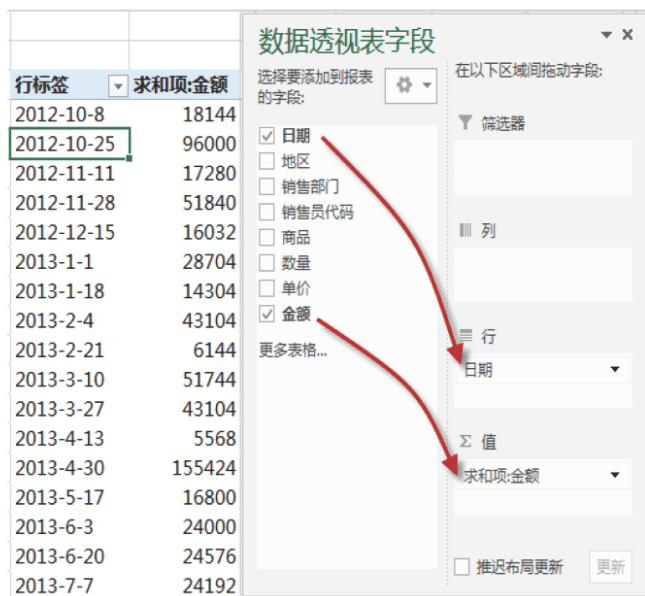 行标签 求和项:金额
2012-10-8 18144
2012-10-25 96000
2012-11-11 17280
2012-11-28 51840
2012-12-15 16032
2013-1-1 28704
2013-1-18 14304
2013-2-4 43104
2013-2-21 6144
2013-3-10 51744
2013-3-27 43104
2013-4-13 5568
2013-4-30 155424
2013-5-17 16800
2013-6-3 24000
2013-6-20 24576
2013-7-7 24192
数据透视表字段
选择要添加到报表
的字段:
日期
地区
销售部门
销售员代码
商品
数量
单价
金额
更多表格...
在以下区域间拖动字段:
筛选器
列
行
日期
Σ 值
求和项:金额
推迟布局更新
更新